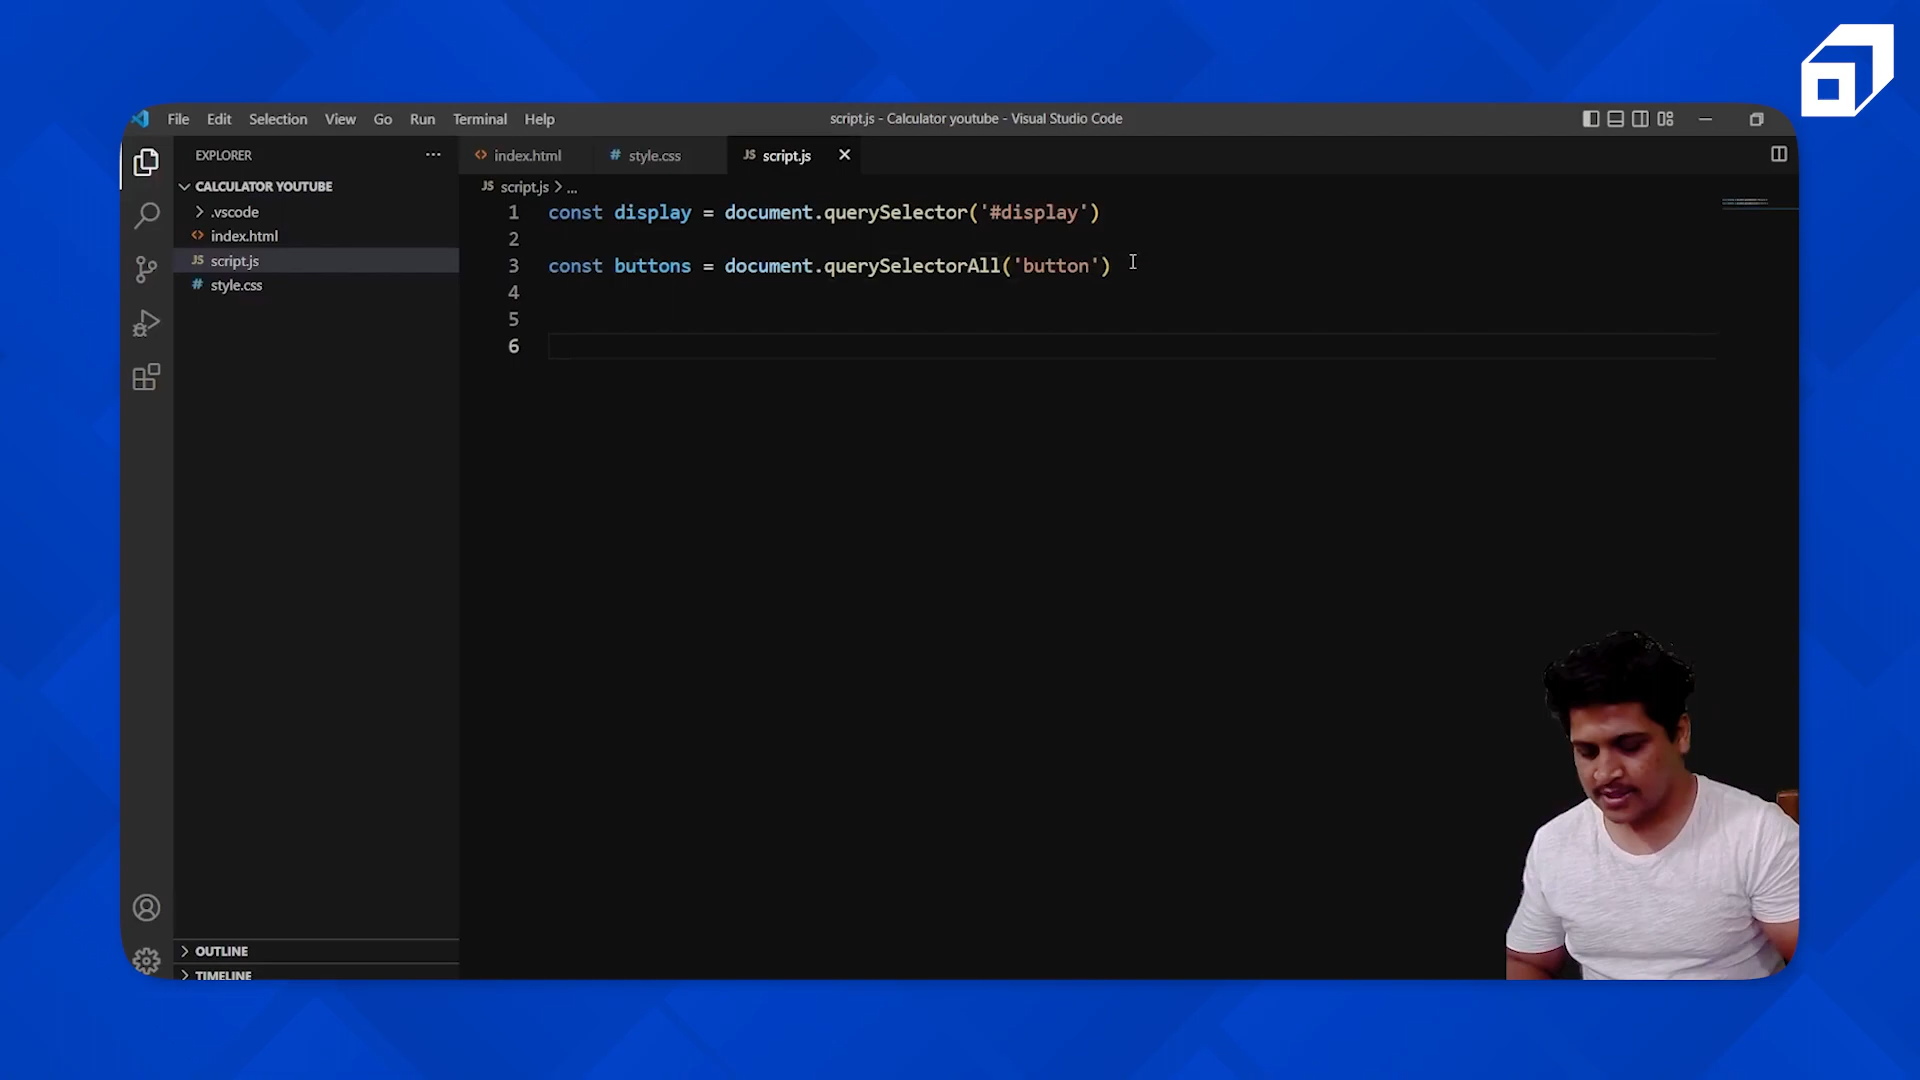 File Edit Selection View Go Run Terminal Help
script.js - Calculator youtube - Visual Studio Code
EXPLORER
CALCULATOR YOUTUBE
.vscode
index.html
JS script.js
# style.css
OUTLINE
TIMELINE
index.html
# style.css
JS script.js
JS script.js > ...
1 const display = document.querySelector('#display')
2
3 const buttons = document.querySelectorAll('button')
4
5
6